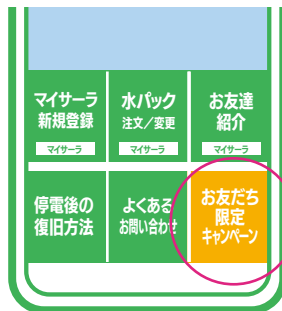 マイサーラ
新規登録
マイサーラ
水パック
注文／変更
マイサーラ
お友達
紹介
マイサーラ
停電後の
復旧方法
よくある
お問い合わせ
お友だち
限定
キャンペーン